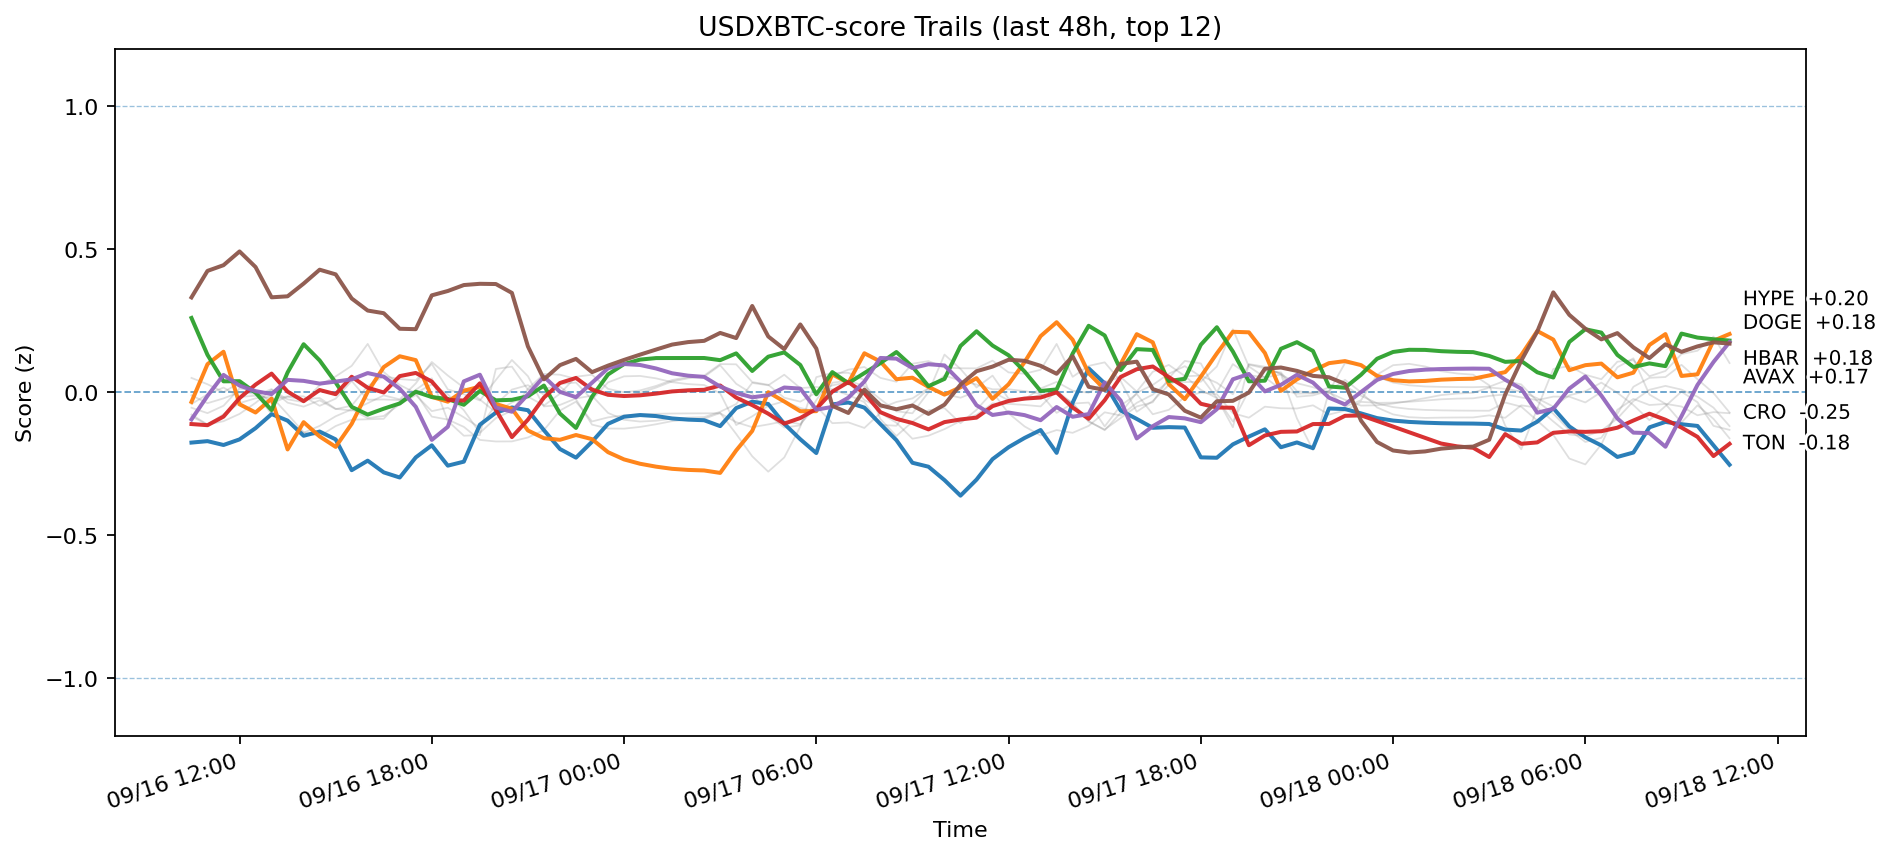 USDXBTC-score Trails (last 48h, top 12)
Score (z)
1.0
0.5
0.0
−0.5
−1.0
HYPE +0.20
DOGE +0.18
HBAR +0.18
AVAX +0.17
CRO -0.25
TON -0.18
09/16 12:00
09/16 18:00
09/17 00:00
09/17 06:00
09/17 12:00
09/17 18:00
09/18 00:00
09/18 06:00
09/18 12:00
Time